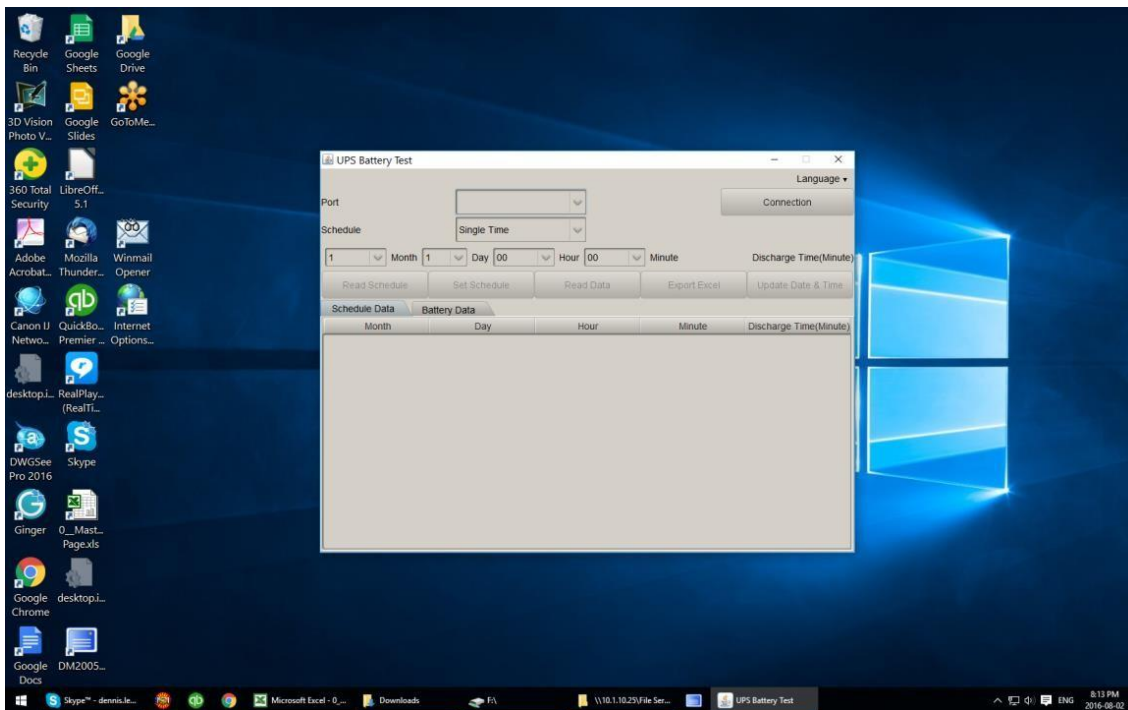 Recycle Bin
Google Sheets
Google Drive
3D Vision Photo V...
Google Slides
GoToMe...
360 Total Security
LibreOff... 5.1
Adobe Acrobat...
Mozilla Thunder...
Winmail Opener
Canon IJ Netwo...
QuickBo... Premier ...
Internet Options...
desktop.i...
RealPlay... (RealTi...
DWGSee Pro 2016
Skype
Ginger
0__Mast... Page.xls
Google Chrome
desktop.i...
Google Docs
DM2005...
UPS Battery Test
Language
Port
Connection
Schedule
Single Time
1 Month 1 Day 00 Hour 00 Minute Discharge Time(Minute)
Read Schedule Set Schedule Read Data Export Excel Update Date & Time
Schedule Data Battery Data
Month Day Hour Minute Discharge Time(Minute)
Skype™ - dennis.le...
qb
Microsoft Excel - 0_...
Downloads
F:\
\\10.1.10.25\File Ser...
UPS Battery Test
ENG
8:13 PM
2016-08-02